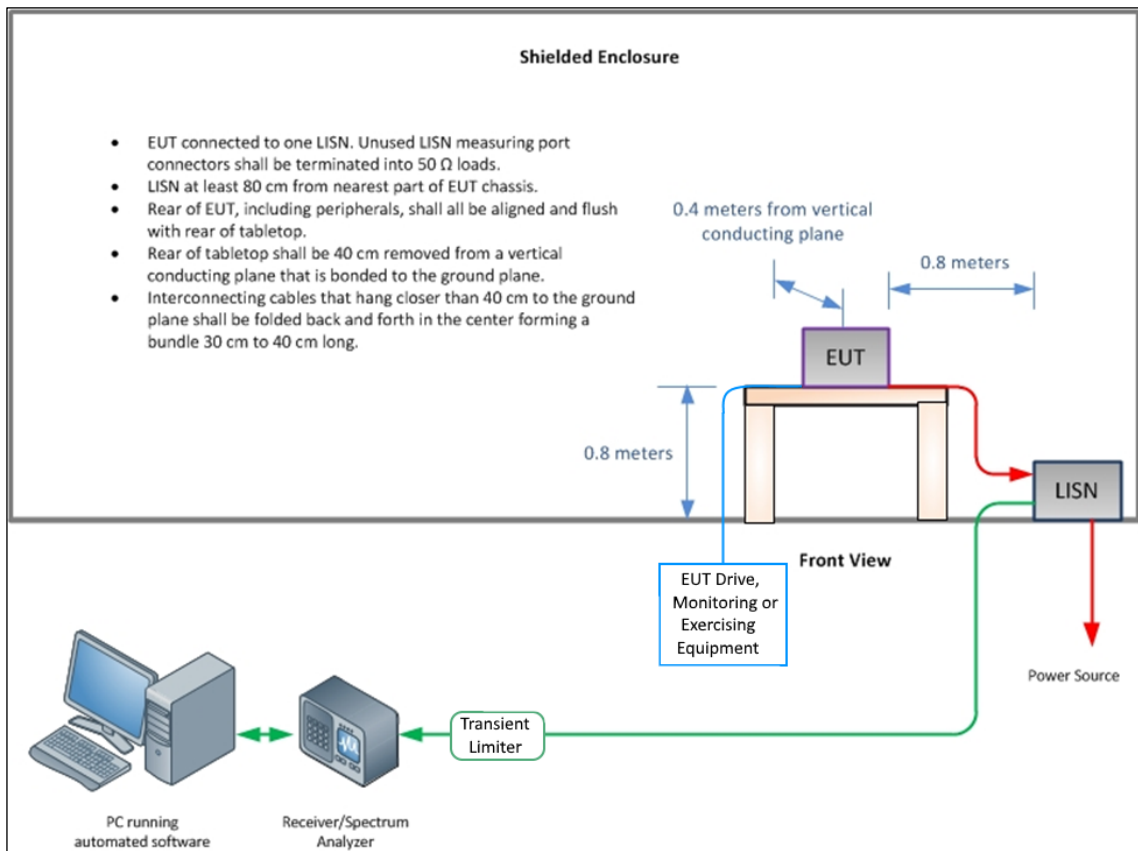 Shielded Enclosure
• EUT connected to one LISN. Unused LISN measuring port
connectors shall be terminated into 50 Ω loads.
• LISN at least 80 cm from nearest part of EUT chassis.
• Rear of EUT, including peripherals, shall all be aligned and flush
with rear of tabletop.
• Rear of tabletop shall be 40 cm removed from a vertical
conducting plane that is bonded to the ground plane.
• Interconnecting cables that hang closer than 40 cm to the ground
plane shall be folded back and forth in the center forming a
bundle 30 cm to 40 cm long.
0.4 meters from vertical
conducting plane
0.8 meters
EUT
0.8 meters
LISN
Front View
EUT Drive,
Monitoring or
Exercising
Equipment
Power Source
Transient
Limiter
PC running
automated software
Receiver/Spectrum
Analyzer